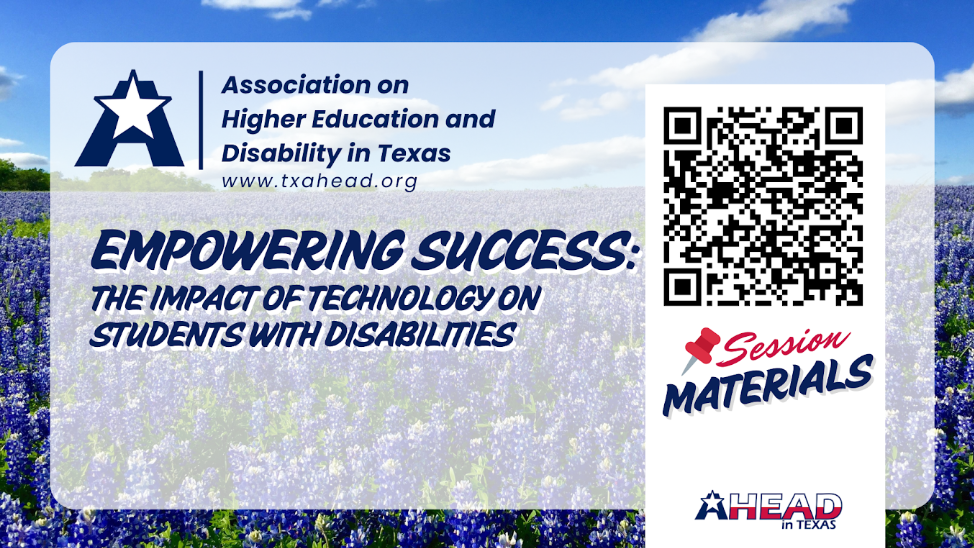 Association on
Higher Education and
Disability in Texas
www.txahead.org
EMPOWERING SUCCESS:
THE IMPACT OF TECHNOLOGY ON
STUDENTS WITH DISABILITIES
Session
MATERIALS
AHEAD
in TEXAS